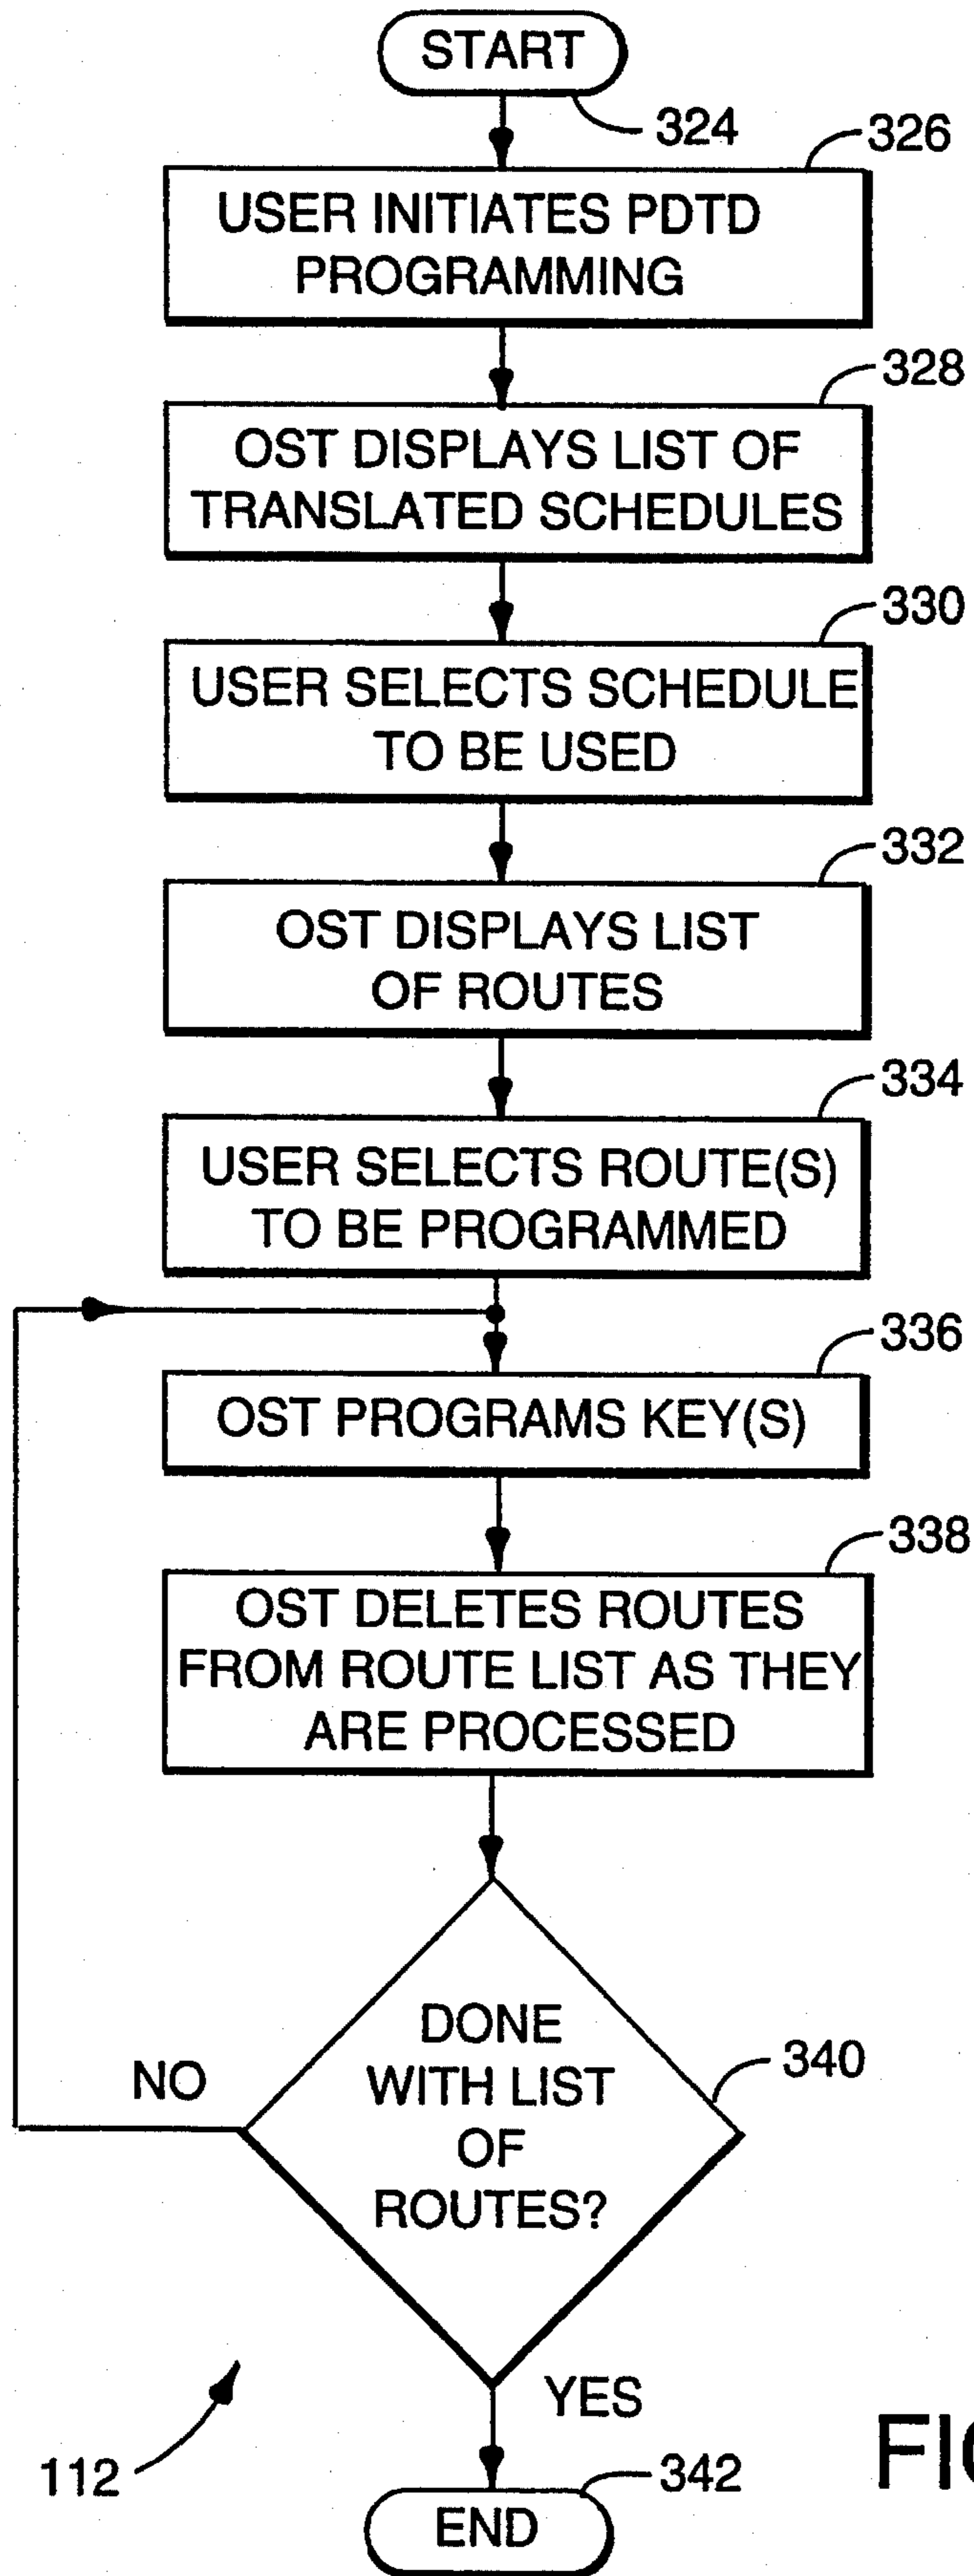 START
324
326
USER INITIATES PDTD
PROGRAMMING
328
OST DISPLAYS LIST OF
TRANSLATED SCHEDULES
330
USER SELECTS SCHEDULE
TO BE USED
332
OST DISPLAYS LIST
OF ROUTES
334
USER SELECTS ROUTE(S)
TO BE PROGRAMMED
336
OST PROGRAMS KEY(S)
338
OST DELETES ROUTES
FROM ROUTE LIST AS THEY
ARE PROCESSED
340
DONE
WITH LIST
OF
ROUTES?
NO
YES
112
342
END